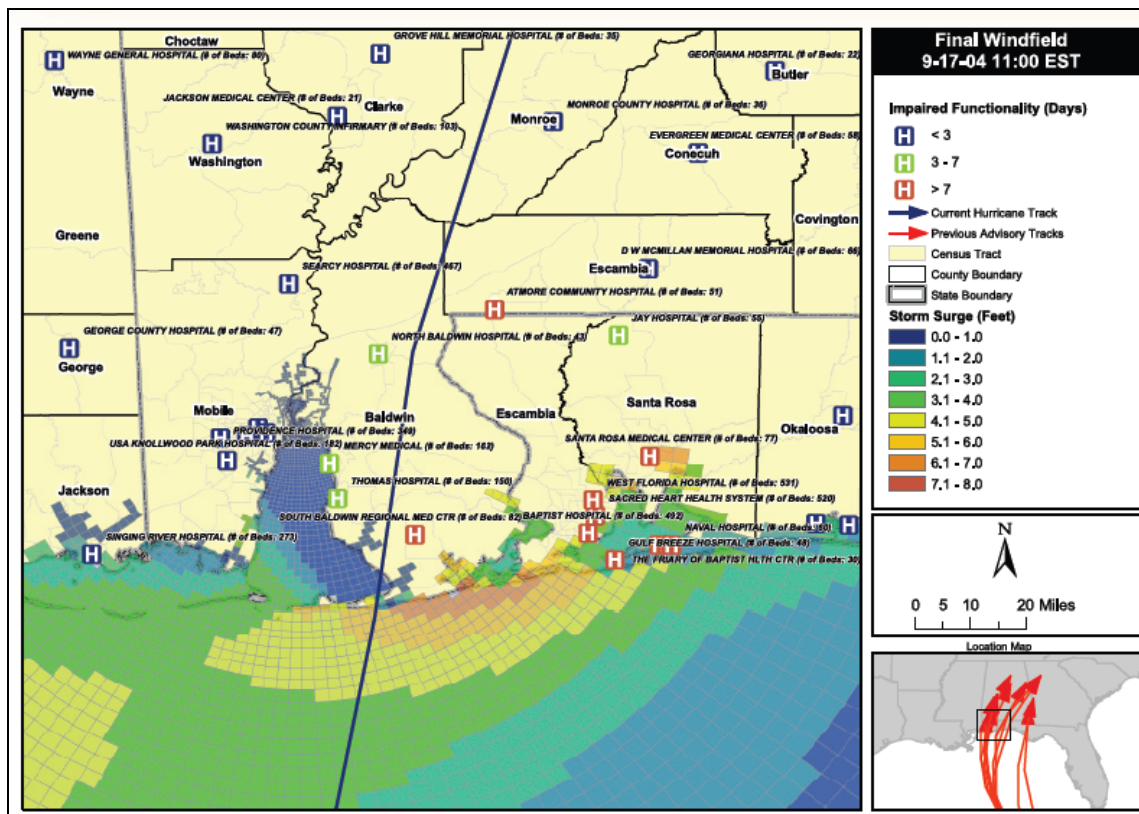 Choctaw
GROVE HILL MEMORIAL HOSPITAL (# of Beds: 35)
WAYNE GENERAL HOSPITAL (# of Beds: 80)
GEORGIANA HOSPITAL (# of Beds: 22)
Butler
Wayne
JACKSON MEDICAL CENTER (# of Beds: 21)
Clarke
MONROE COUNTY HOSPITAL (# of Beds: 36)
Monroe
WASHINGTON COUNTY INFIRMARY (# of Beds: 103)
EVERGREEN MEDICAL CENTER (# of Beds: 58)
Washington
Conecuh
Covington
Greene
D W MCMILLAN MEMORIAL HOSPITAL (# of Beds: 66)
SEARCY HOSPITAL (# of Beds: 467)
Escambia
ATMORE COMMUNITY HOSPITAL (# of Beds: 51)
JAY HOSPITAL (# of Beds: 55)
GEORGE COUNTY HOSPITAL (# of Beds: 47)
NORTH BALDWIN HOSPITAL (# of Beds: 43)
George
Mobile
Baldwin
Escambia
Santa Rosa
Okaloosa
PROVIDENCE HOSPITAL (# of Beds: 349)
USA KNOLLWOOD PARK HOSPITAL (# of Beds: 182)
MERCY MEDICAL (# of Beds: 162)
SANTA ROSA MEDICAL CENTER (# of Beds: 77)
THOMAS HOSPITAL (# of Beds: 150)
WEST FLORIDA HOSPITAL (# of Beds: 531)
Jackson
SACRED HEART HEALTH SYSTEM (# of Beds: 520)
SOUTH BALDWIN REGIONAL MED CTR (# of Beds: 82)
BAPTIST HOSPITAL (# of Beds: 492)
NAVAL HOSPITAL (# of Beds: 60)
SINGING RIVER HOSPITAL (# of Beds: 273)
GULF BREEZE HOSPITAL (# of Beds: 48)
THE FRIARY OF BAPTIST HLTH CTR (# of Beds: 30)
Final Windfield
9-17-04 11:00 EST
Impaired Functionality (Days)
H < 3
H 3 - 7
H > 7
Current Hurricane Track
Previous Advisory Tracks
Census Tract
County Boundary
State Boundary
Storm Surge (Feet)
0.0 - 1.0
1.1 - 2.0
2.1 - 3.0
3.1 - 4.0
4.1 - 5.0
5.1 - 6.0
6.1 - 7.0
7.1 - 8.0
N
0 5 10 20 Miles
Location Map